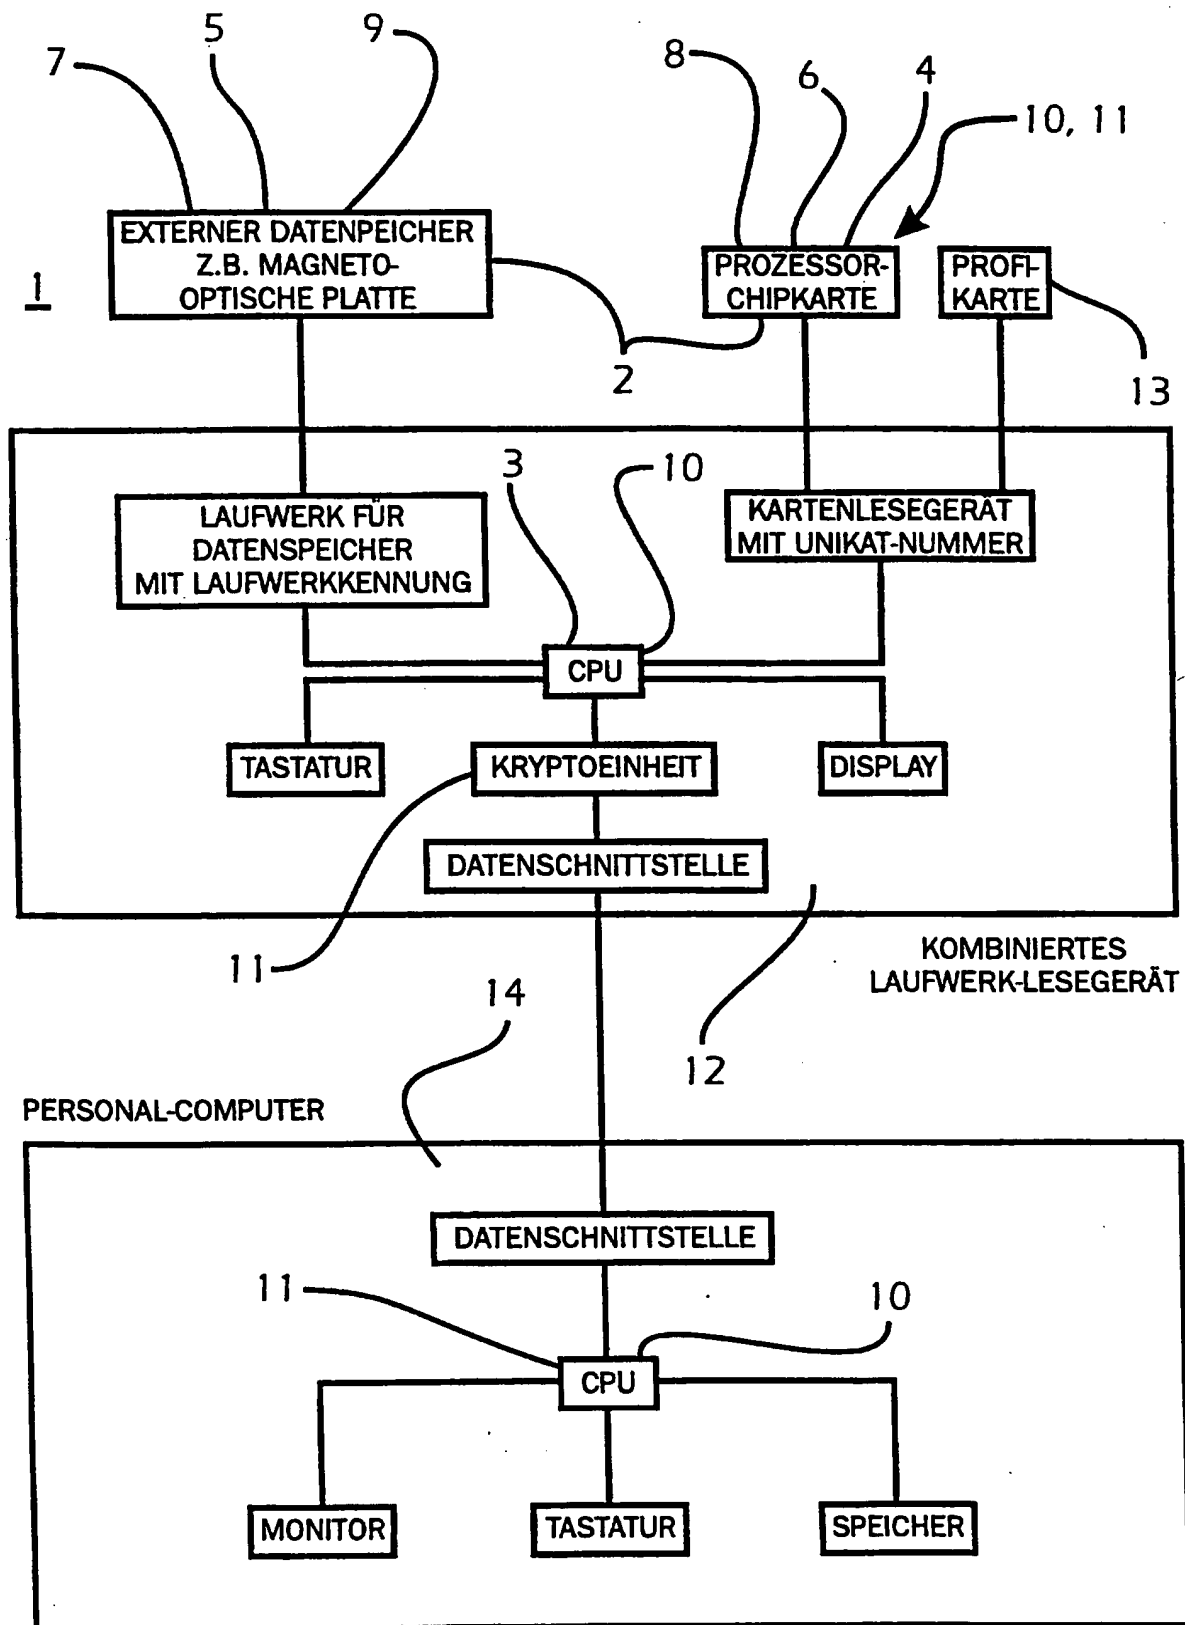 7
5
9
8
6
4
10, 11
EXTERNER DATENPEICHER
Z.B. MAGNETO-
OPTISCHE PLATTE
PROZESSOR-
CHIPKARTE
PROFI-
KARTE
1
2
13
3
10
LAUFWERK FÜR
DATENSPEICHER
MIT LAUFWERKKENNUNG
KARTENLESEGERÄT
MIT UNIKAT-NUMMER
CPU
TASTATUR
KRYPTOEINHEIT
DISPLAY
DATENSCHNITTSTELLE
11
KOMBINIERTES
LAUFWERK-LESEGERÄT
14
12
PERSONAL-COMPUTER
DATENSCHNITTSTELLE
11
10
CPU
MONITOR
TASTATUR
SPEICHER